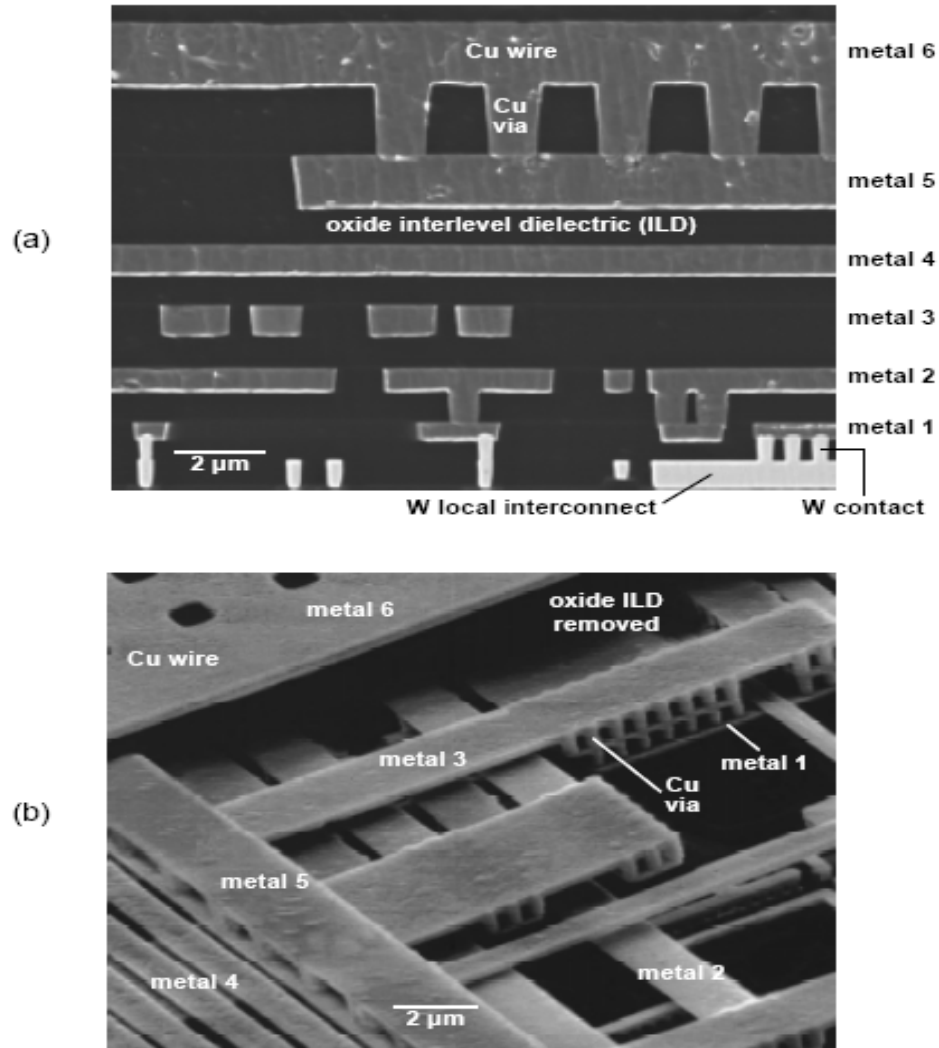 (a)
Cu wire
Cu
via
metal 6
metal 5
oxide interlevel dielectric (ILD)
metal 4
metal 3
metal 2
metal 1
2 µm
W local interconnect
W contact
(b)
metal 6
oxide ILD
removed
Cu wire
metal 3
metal 1
Cu
via
metal 5
metal 4
metal 2
2 µm